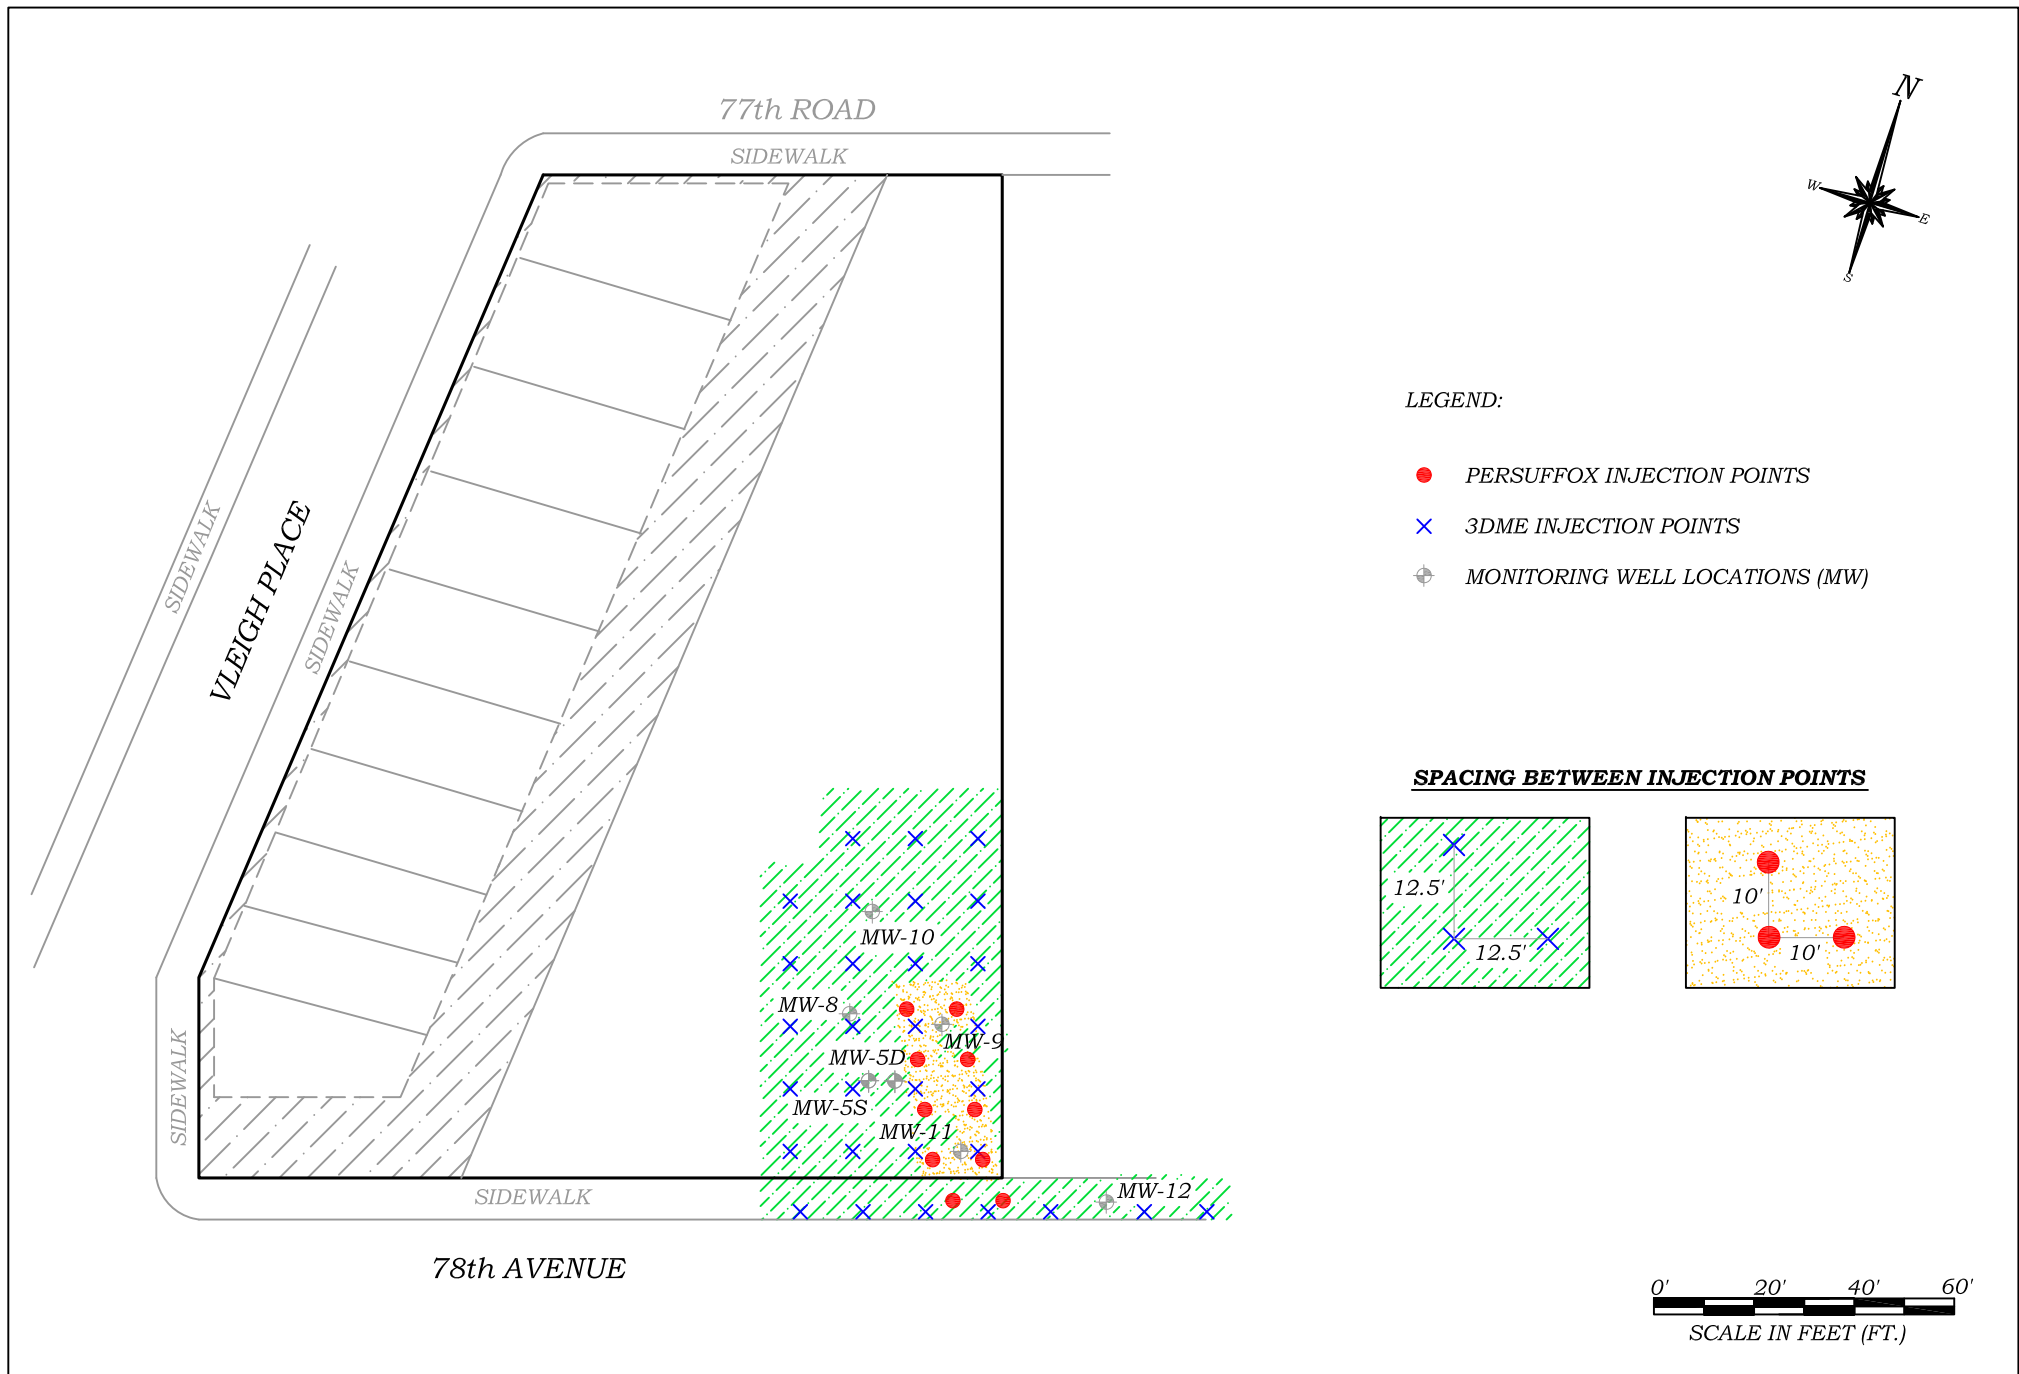 77th ROAD
SIDEWALK
N
W
E
S
SIDEWALK
VLEIGH PLACE
SIDEWALK
SIDEWALK
LEGEND:
PERSUFFOX INJECTION POINTS
3DME INJECTION POINTS
MONITORING WELL LOCATIONS (MW)
SPACING BETWEEN INJECTION POINTS
12.5'
12.5'
10'
10'
MW-10
MW-8
MW-9
MW-5D
MW-5S
MW-11
MW-12
SIDEWALK
78th AVENUE
0' 20' 40' 60'
SCALE IN FEET (FT.)